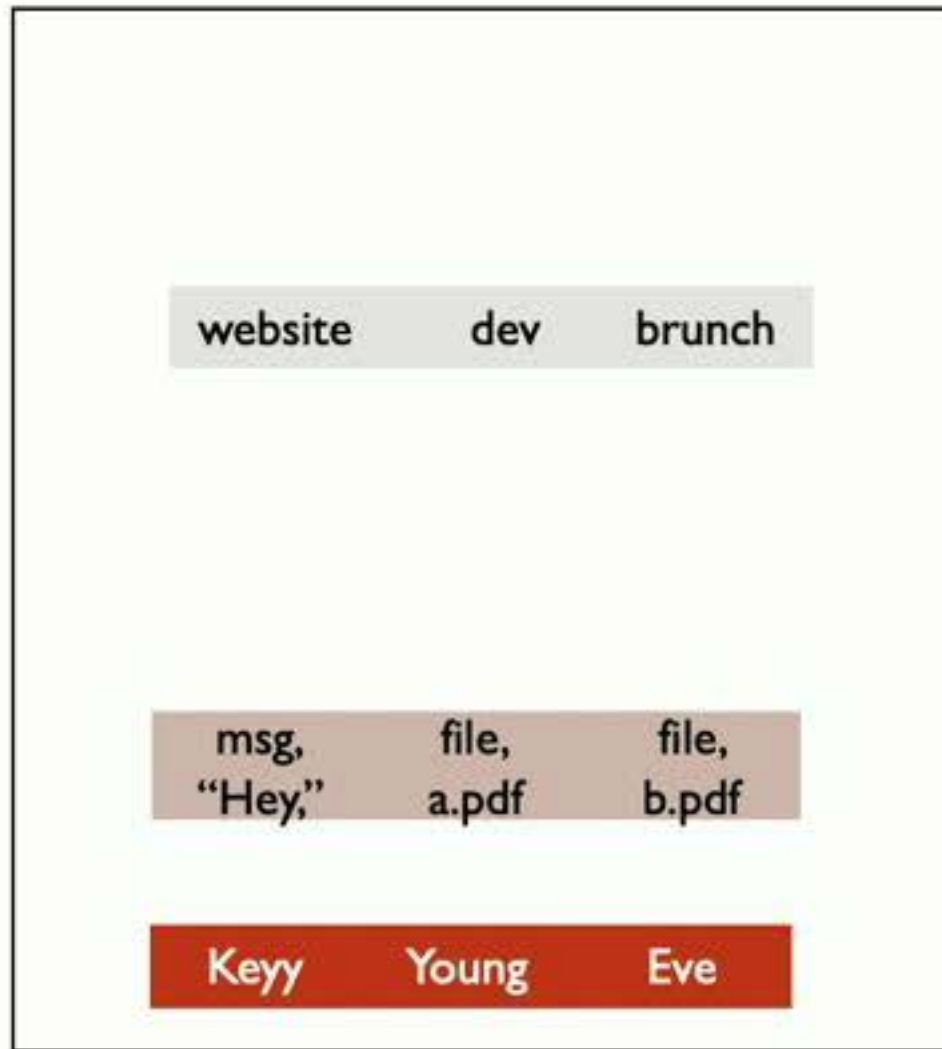 website dev brunch
msg, file, file,
“Hey,” a.pdf b.pdf
Keyy Young Eve